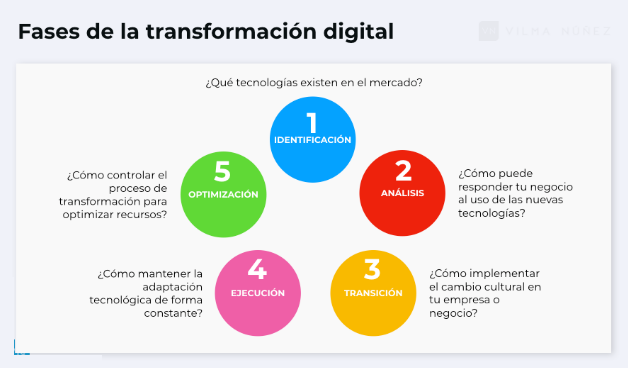 Fases de la transformación digital
VILMA NÚÑEZ
¿Qué tecnologías existen en el mercado?
1
IDENTIFICACIÓN
2
ANÁLISIS
¿Cómo puede
responder tu negocio
al uso de las nuevas
tecnologías?
3
TRANSICIÓN
¿Cómo implementar
el cambio cultural en
tu empresa o
negocio?
4
EJECUCIÓN
¿Cómo mantener la
adaptación
tecnológica de forma
constante?
5
OPTIMIZACIÓN
¿Cómo controlar el
proceso de
transformación para
optimizar recursos?